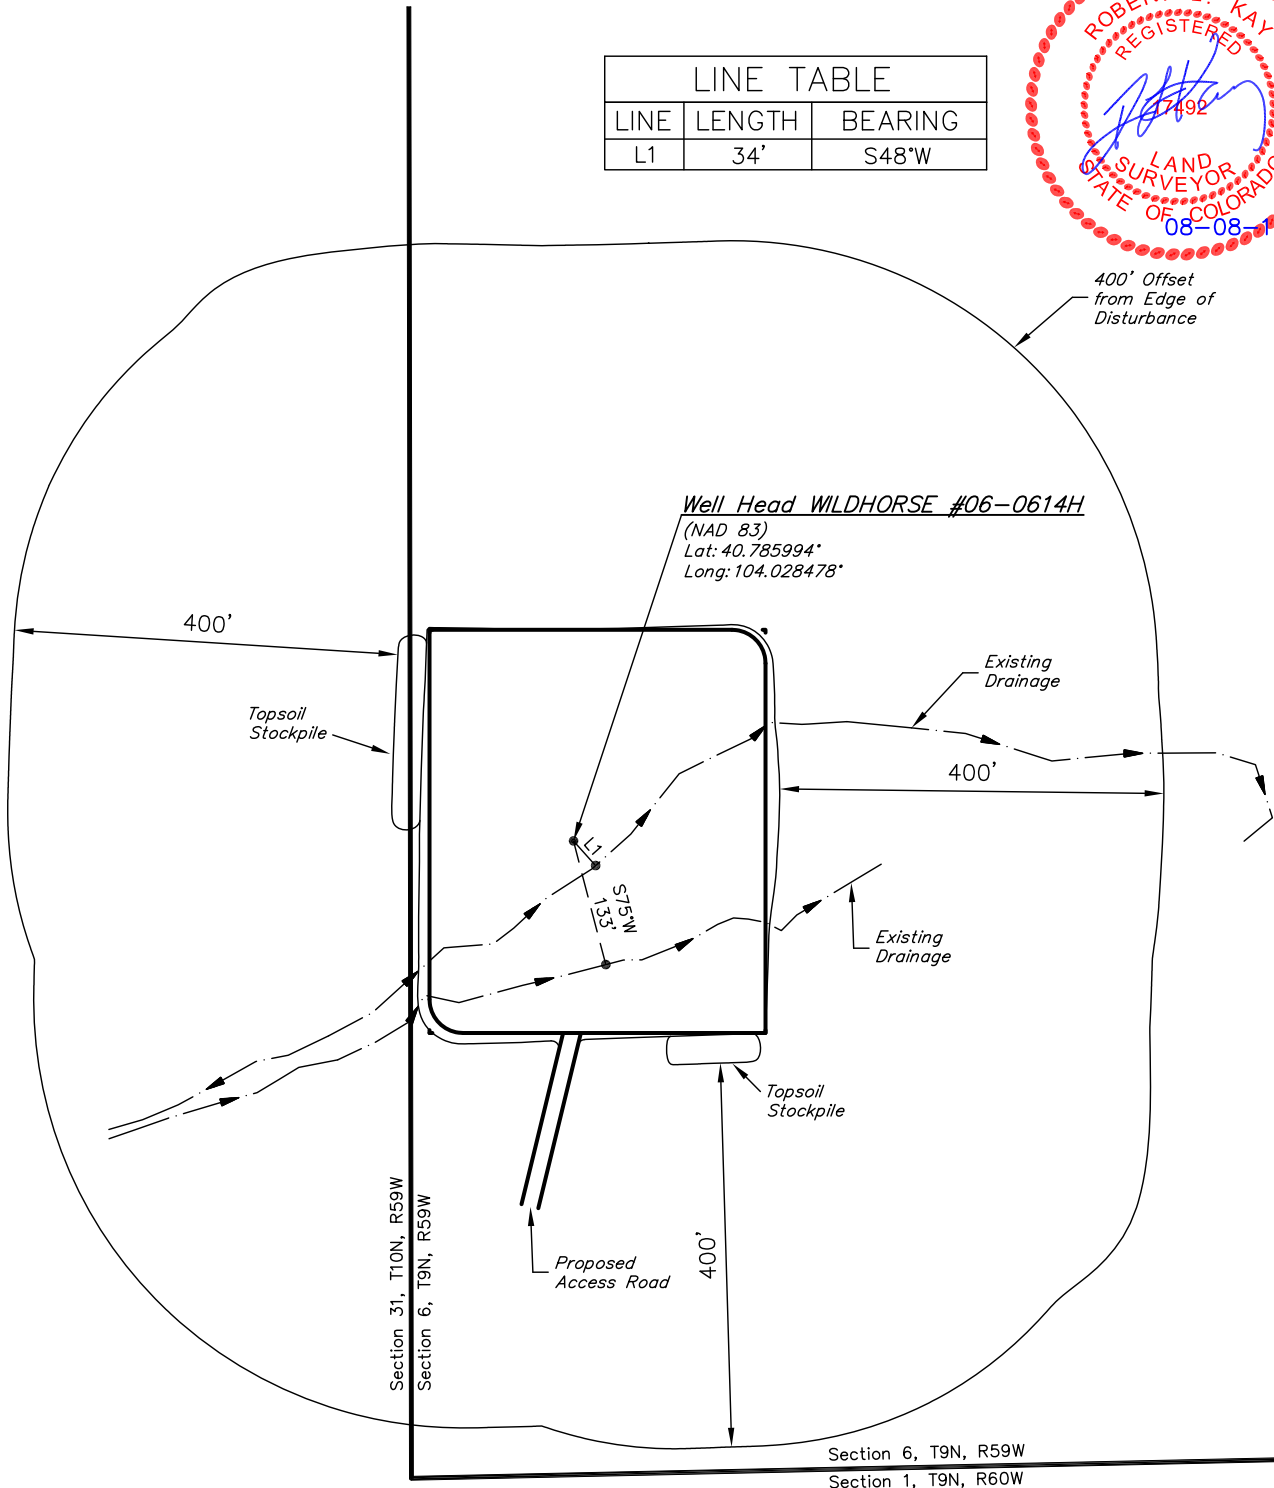 LINE TABLE
LINE LENGTH BEARING
L1 34' S48°W
KAY
REGISTERED
17492
LAND
SURVEYOR
STATE OF COLORADO
400' Offset
from Edge of
Disturbance
Well Head WILDHORSE #06-0614H
(NAD 83)
Lat: 40.785994°
Long: 104.028478°
400'
Existing
Drainage
Topsoil
Stockpile
400'
L1
S75°W
133'
Existing
Drainage
Topsoil
Stockpile
Section 31, T10N, R59W
Section 6, T9N, R59W
Proposed
Access Road
400'
Section 6, T9N, R59W
Section 1, T9N, R60W